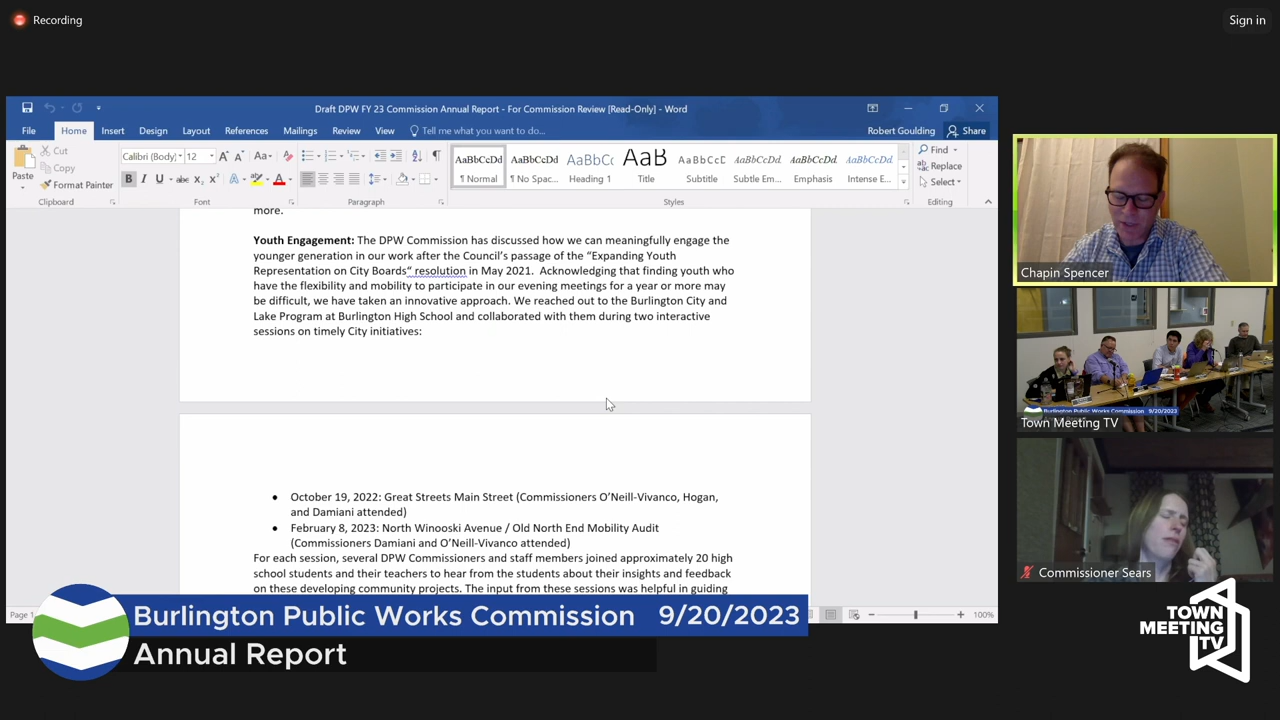 Recording
Sign in
Draft DPW FY 23 Commission Annual Report - For Commission Review [Read-Only] - Word
File Home Insert Design Layout References Mailings Review View Tell me what you want to do... Robert Goulding Share
Paste
Cut
Copy
Format Painter
Clipboard
Calibri (Body) 12
Font
Paragraph
AaBbCcDd AaBbCcDd AaBbCc AaB AaBbCcD AaBbCcDd. AaBbCcDd. AaBbCcDd.
¶ Normal ¶ No Spac... Heading 1 Title Subtitle Subtle Em... Emphasis Intense E...
Styles
Find
Replace
Select
Editing
more.
Youth Engagement: The DPW Commission has discussed how we can meaningfully engage the
younger generation in our work after the Council’s passage of the “Expanding Youth
Representation on City Boards“ resolution in May 2021. Acknowledging that finding youth who
have the flexibility and mobility to participate in our evening meetings for a year or more may
be difficult, we have taken an innovative approach. We reached out to the Burlington City and
Lake Program at Burlington High School and collaborated with them during two interactive
sessions on timely City initiatives:
• October 19, 2022: Great Streets Main Street (Commissioners O’Neill-Vivanco, Hogan,
and Damiani attended)
• February 8, 2023: North Winooski Avenue / Old North End Mobility Audit
(Commissioners Damiani and O’Neill-Vivanco attended)
For each session, several DPW Commissioners and staff members joined approximately 20 high
school students and their teachers to hear from the students about their insights and feedback
on these developing community projects. The input from these sessions was helpful in guiding
Page 1
100%
Burlington Public Works Commission 9/20/2023
Annual Report
Chapin Spencer
Burlington Public Works Commission 9/20/2023
Town Meeting TV
Commissioner Sears
TOWN
MEETING
TV